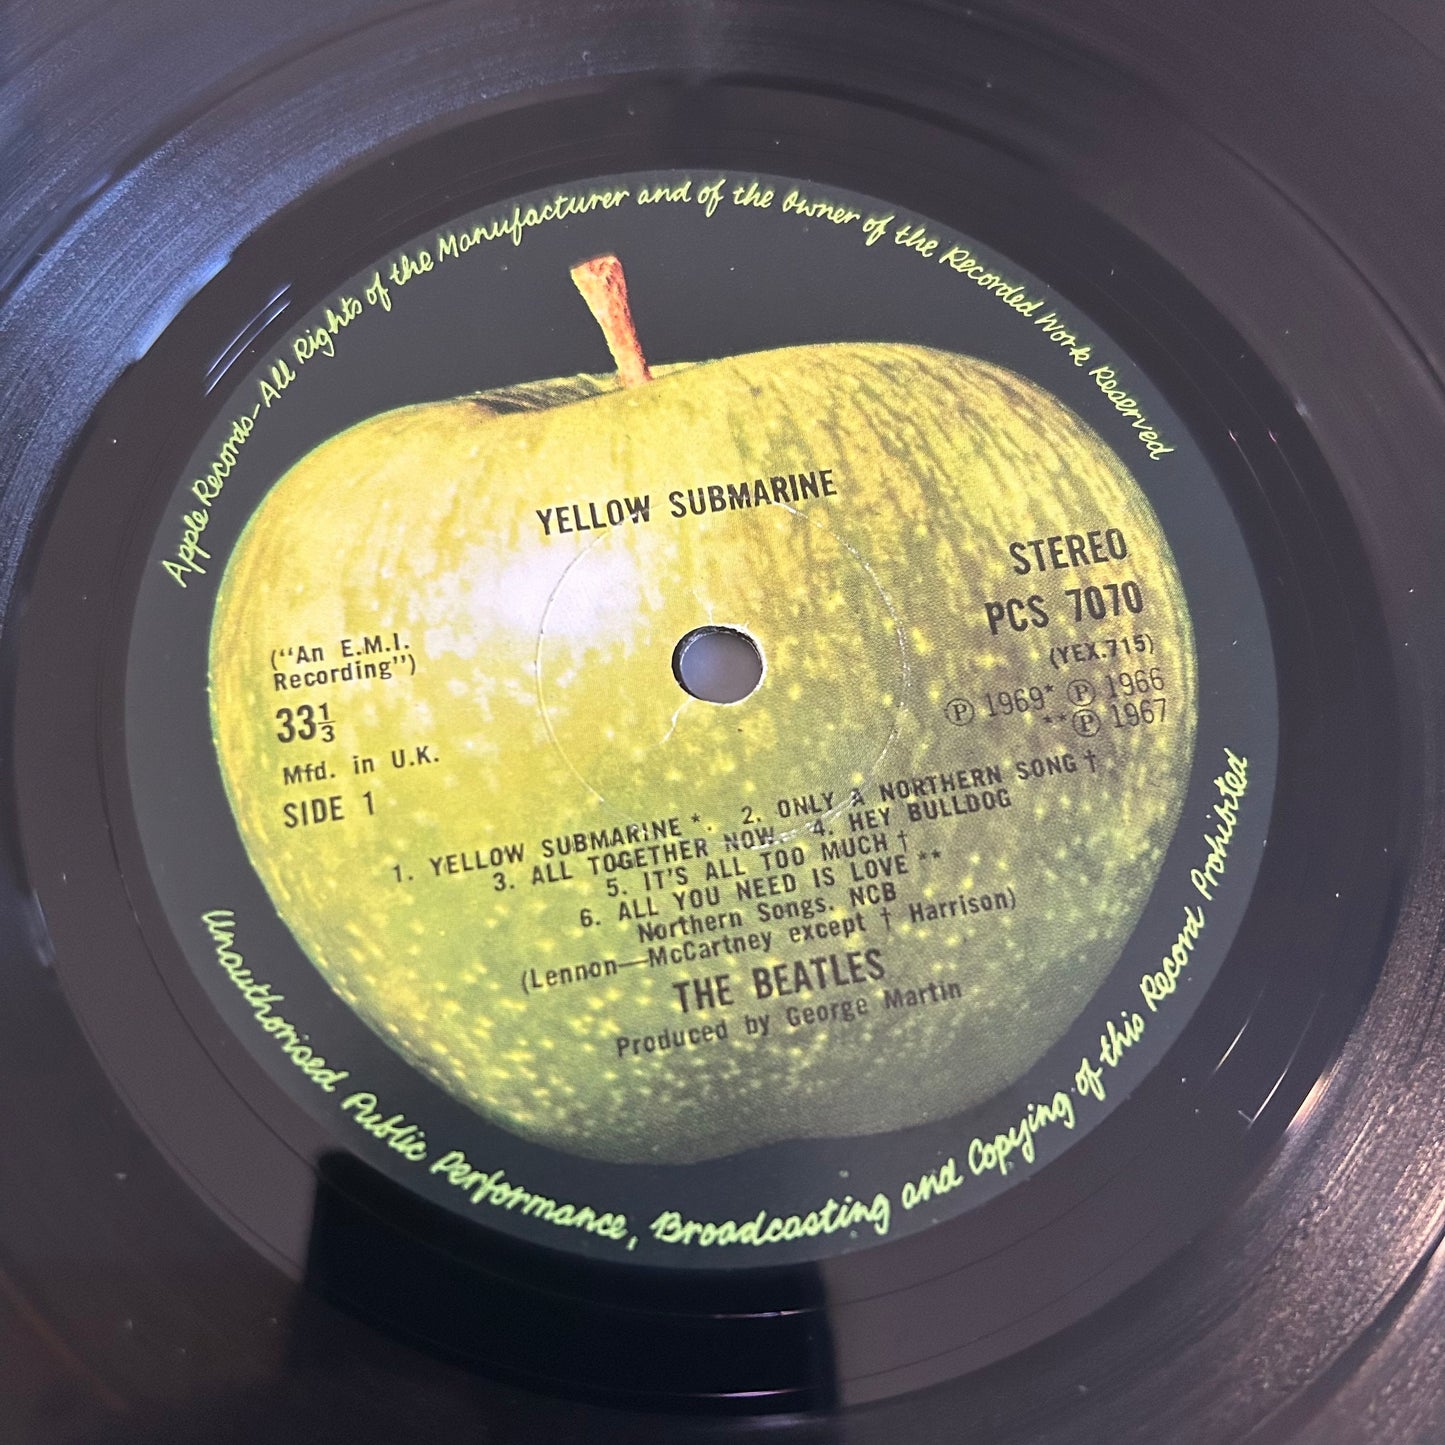 Apple Records-All Rights of the Manufacturer and of the Owner of the Recorded Work Reserved
YELLOW SUBMARINE
STEREO
PCS 7070
(YEX.715)
Ⓟ 1969* Ⓟ 1966
**Ⓟ 1967
("An E.M.I.
Recording")
33⅓
Mfd. in U.K.
SIDE 1
1. YELLOW SUBMARINE *. 2. ONLY A NORTHERN SONG †
3. ALL TOGETHER NOW. 4. HEY BULLDOG
5. IT'S ALL TOO MUCH †
6. ALL YOU NEED IS LOVE **
Northern Songs. NCB
(Lennon—McCartney except † Harrison)
THE BEATLES
Produced by George Martin
Unauthorised Public Performance, Broadcasting and Copying of this Record Prohibited